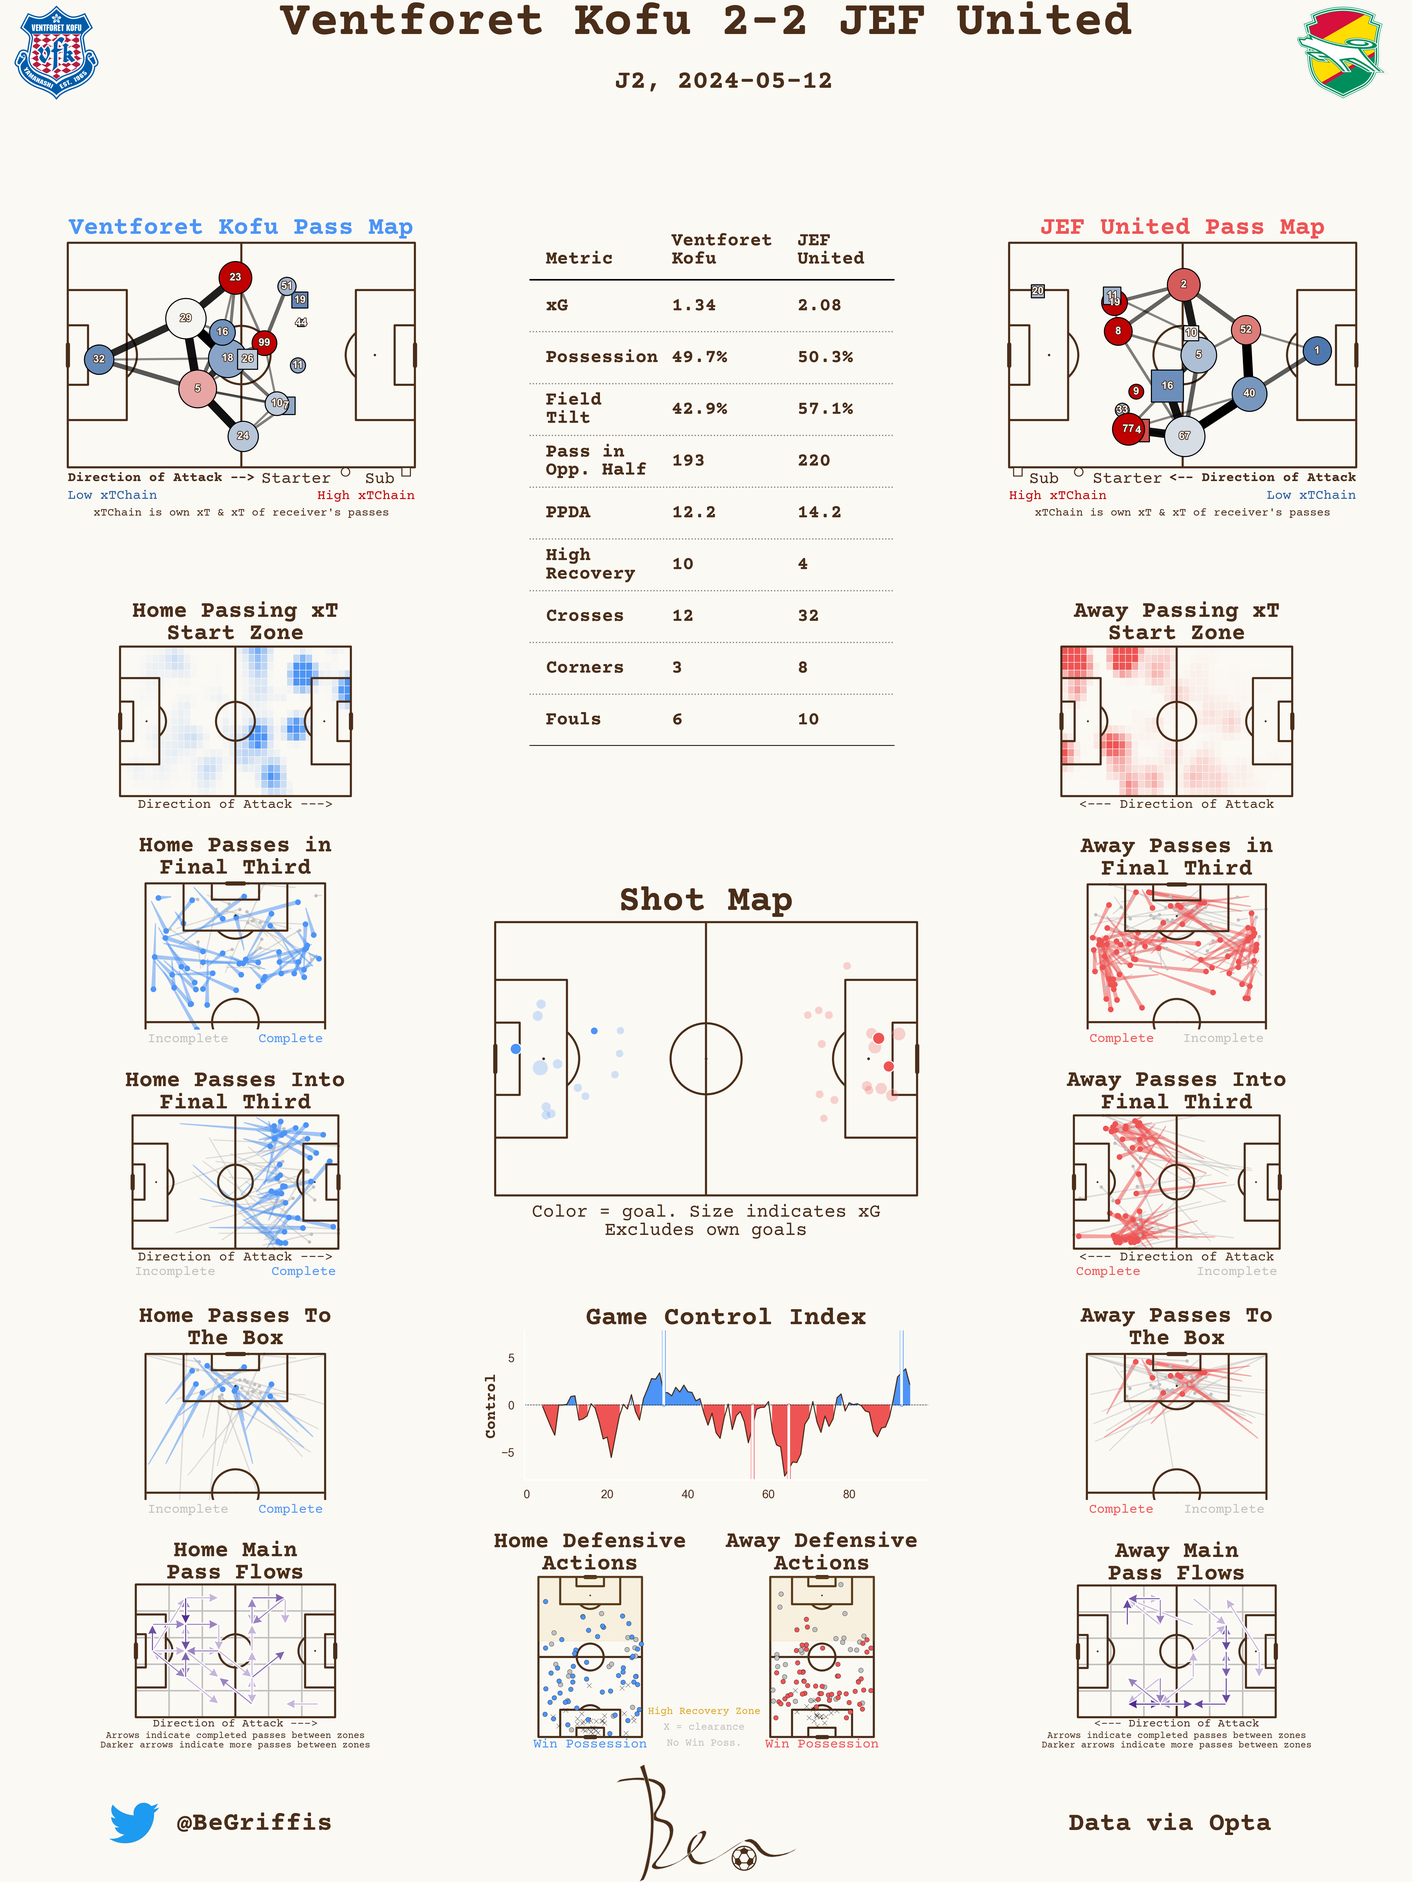 Ventforet Kofu 2-2 JEF United
J2, 2024-05-12
VENTFORET KOFU
vfk
YAMANASHI EST. 1965
Ventforet Kofu Pass Map
23
51
19
29
16
44
99
32
18
26
11
5
10
7
24
Direction of Attack --> Starter Sub
Low xTChain High xTChain
xTChain is own xT & xT of receiver's passes
Metric Ventforet Kofu JEF United
xG 1.34 2.08
Possession 49.7% 50.3%
Field Tilt 42.9% 57.1%
Pass in Opp. Half 193 220
PPDA 12.2 14.2
High Recovery 10 4
Crosses 12 32
Corners 3 8
Fouls 6 10
JEF United Pass Map
20
11
19
2
8
10
52
5
1
16
9
40
33
77
4
67
Sub Starter <-- Direction of Attack
High xTChain Low xTChain
xTChain is own xT & xT of receiver's passes
Home Passing xT
Start Zone
Direction of Attack --->
Away Passing xT
Start Zone
<--- Direction of Attack
Home Passes in
Final Third
Incomplete Complete
Away Passes in
Final Third
Complete Incomplete
Shot Map
Color = goal. Size indicates xG
Excludes own goals
Home Passes Into
Final Third
Direction of Attack --->
Incomplete Complete
Away Passes Into
Final Third
<--- Direction of Attack
Complete Incomplete
Home Passes To
The Box
Incomplete Complete
Game Control Index
Control
5
0
−5
0 20 40 60 80
Away Passes To
The Box
Complete Incomplete
Home Main
Pass Flows
Direction of Attack --->
Arrows indicate completed passes between zones
Darker arrows indicate more passes between zones
Home Defensive
Actions
Win Possession
High Recovery Zone
X = clearance
No Win Poss.
Away Defensive
Actions
Win Possession
Away Main
Pass Flows
<--- Direction of Attack
Arrows indicate completed passes between zones
Darker arrows indicate more passes between zones
@BeGriffis
Ben
Data via Opta